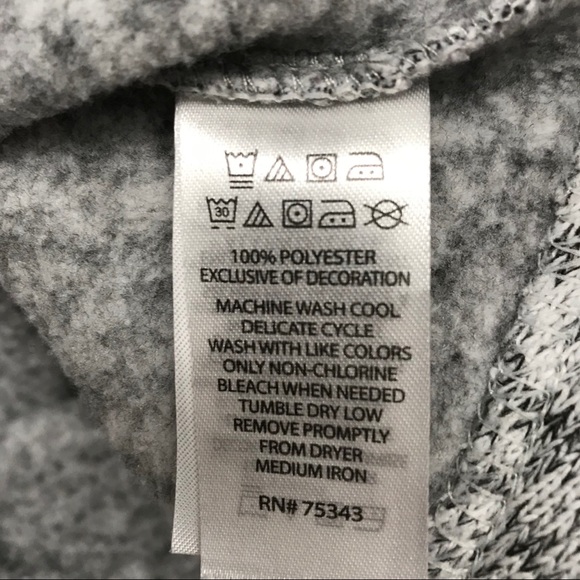 30
100% POLYESTER
EXCLUSIVE OF DECORATION
MACHINE WASH COOL
DELICATE CYCLE
WASH WITH LIKE COLORS
ONLY NON-CHLORINE
BLEACH WHEN NEEDED
TUMBLE DRY LOW
REMOVE PROMPTLY
FROM DRYER
MEDIUM IRON
RN# 75343